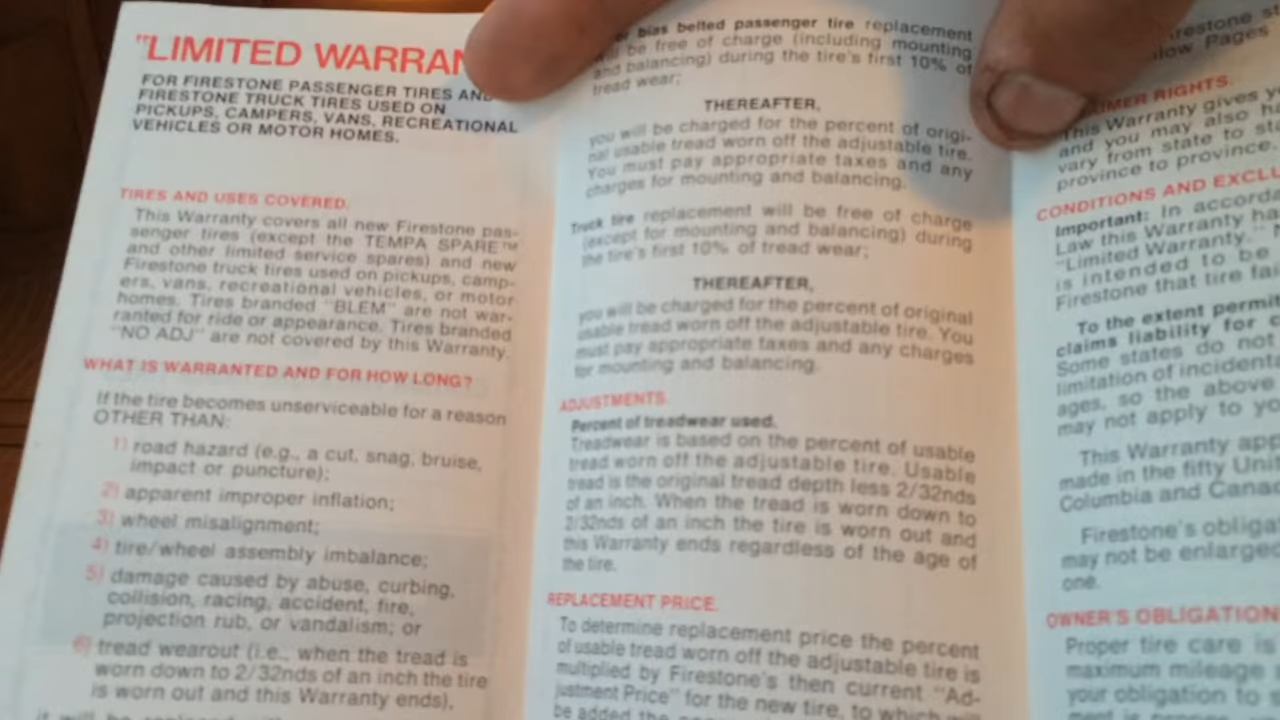 "LIMITED WARRAN
FOR FIRESTONE PASSENGER TIRES AND
FIRESTONE TRUCK TIRES USED ON
PICKUPS, CAMPERS, VANS, RECREATIONAL
VEHICLES OR MOTOR HOMES.
TIRES AND USES COVERED.
This Warranty covers all new Firestone pas-
senger tires (except the TEMPA SPARE™
and other limited service spares) and new
Firestone truck tires used on pickups, camp-
ers, vans, recreational vehicles, or motor
homes. Tires branded "BLEM" are not war-
ranted for ride or appearance. Tires branded
"NO ADJ" are not covered by this Warranty.
WHAT IS WARRANTED AND FOR HOW LONG?
If the tire becomes unserviceable for a reason
OTHER THAN:
1) road hazard (e.g., a cut, snag, bruise,
impact or puncture);
2) apparent improper inflation;
3) wheel misalignment;
4) tire/wheel assembly imbalance;
5) damage caused by abuse, curbing,
collision, racing, accident, fire,
projection rub, or vandalism; or
6) tread wearout (i.e., when the tread is
worn down to 2/32nds of an inch the tire
is worn out and this Warranty ends),
it will be replaced
bias belted passenger tire replacement
be free of charge (including mounting
and balancing) during the tire's first 10% of
tread wear;
THEREAFTER,
you will be charged for the percent of origi-
nal usable tread worn off the adjustable tire.
You must pay appropriate taxes and any
charges for mounting and balancing.
Truck tire replacement will be free of charge
(except for mounting and balancing) during
the tire's first 10% of tread wear;
THEREAFTER,
you will be charged for the percent of original
usable tread worn off the adjustable tire. You
must pay appropriate taxes and any charges
for mounting and balancing.
ADJUSTMENTS.
Percent of treadwear used.
Treadwear is based on the percent of usable
tread worn off the adjustable tire. Usable
tread is the original tread depth less 2/32nds
of an inch. When the tread is worn down to
2/32nds of an inch the tire is worn out and
this Warranty ends regardless of the age of
the tire.
REPLACEMENT PRICE.
To determine replacement price the percent
of usable tread worn off the adjustable tire is
multiplied by Firestone's then current "Ad-
justment Price" for the new tire, to which will
be added the
irestone st
low Pages
UMER RIGHTS.
This Warranty gives y
and you may also ha
vary from state to sta
province to province.
CONDITIONS AND EXCLU
Important: In accorda
Law this Warranty ha
"Limited Warranty."
is intended to be
Firestone that tire fai
To the extent permit
claims liability for c
Some states do not
limitation of incidenta
ages, so the above
may not apply to yo
This Warranty app
made in the fifty Unit
Columbia and Canad
Firestone's obliga
may not be enlarged
one.
OWNER'S OBLIGATION
Proper tire care is
maximum mileage
your obligation to s